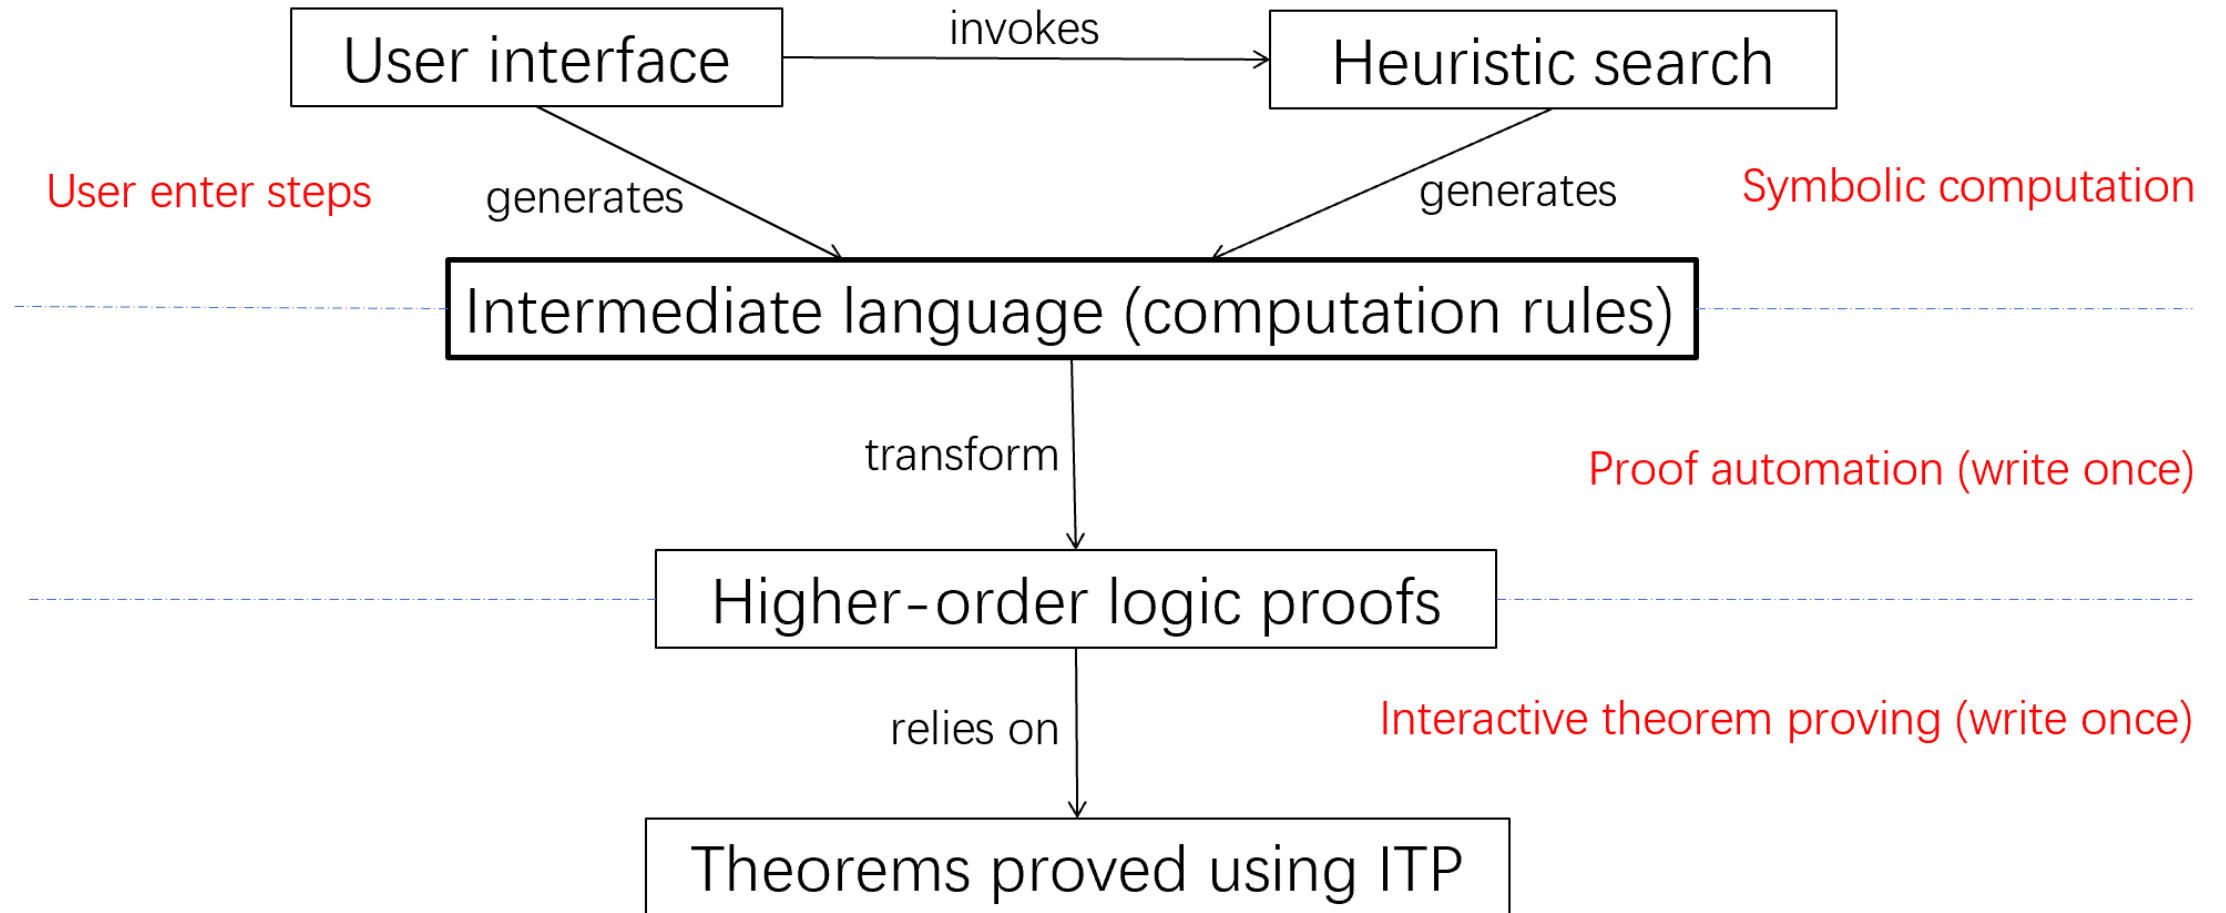 User interface
invokes
Heuristic search
User enter steps
generates
generates
Symbolic computation
Intermediate language (computation rules)
transform
Proof automation (write once)
Higher-order logic proofs
relies on
Interactive theorem proving (write once)
Theorems proved using ITP